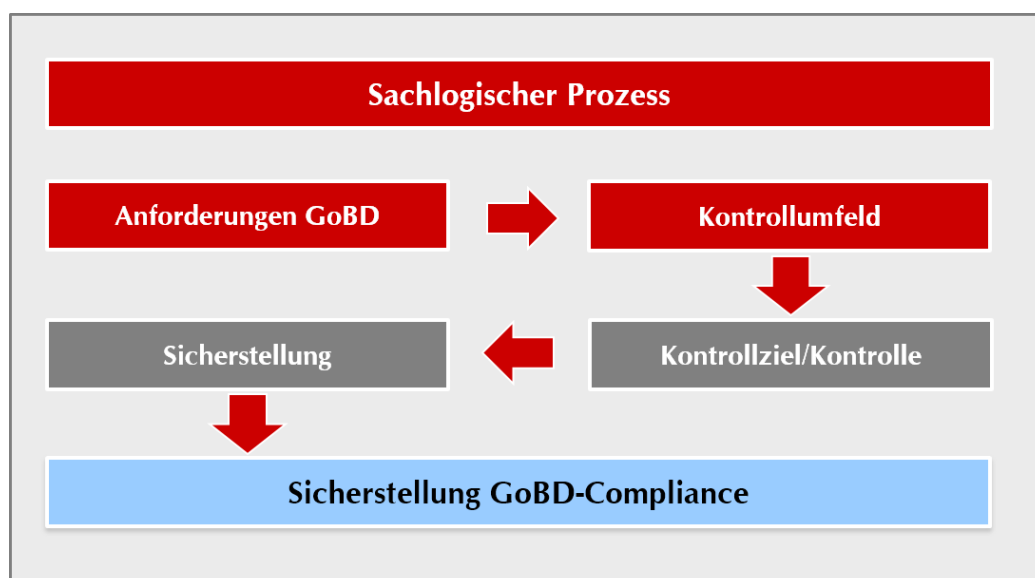 Sachlogischer Prozess
Anforderungen GoBD
Kontrollumfeld
Sicherstellung
Kontrollziel/Kontrolle
Sicherstellung GoBD-Compliance